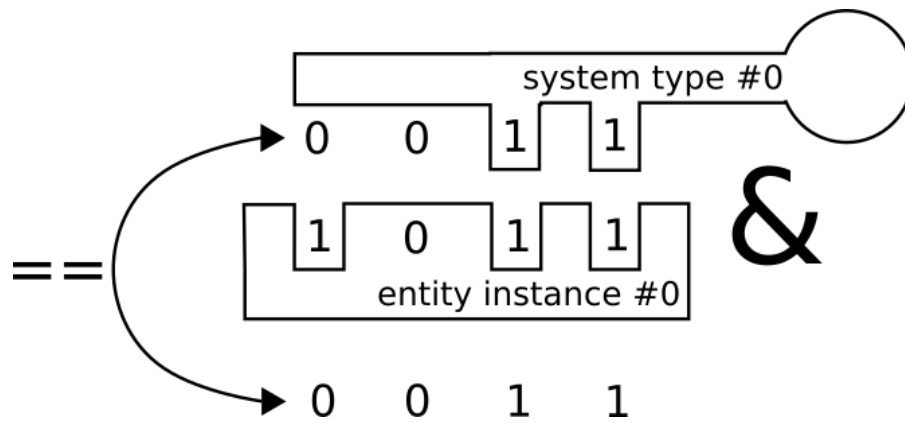 system type #0
0 0 1 1
&
1 0 1 1
==
entity instance #0
0 0 1 1